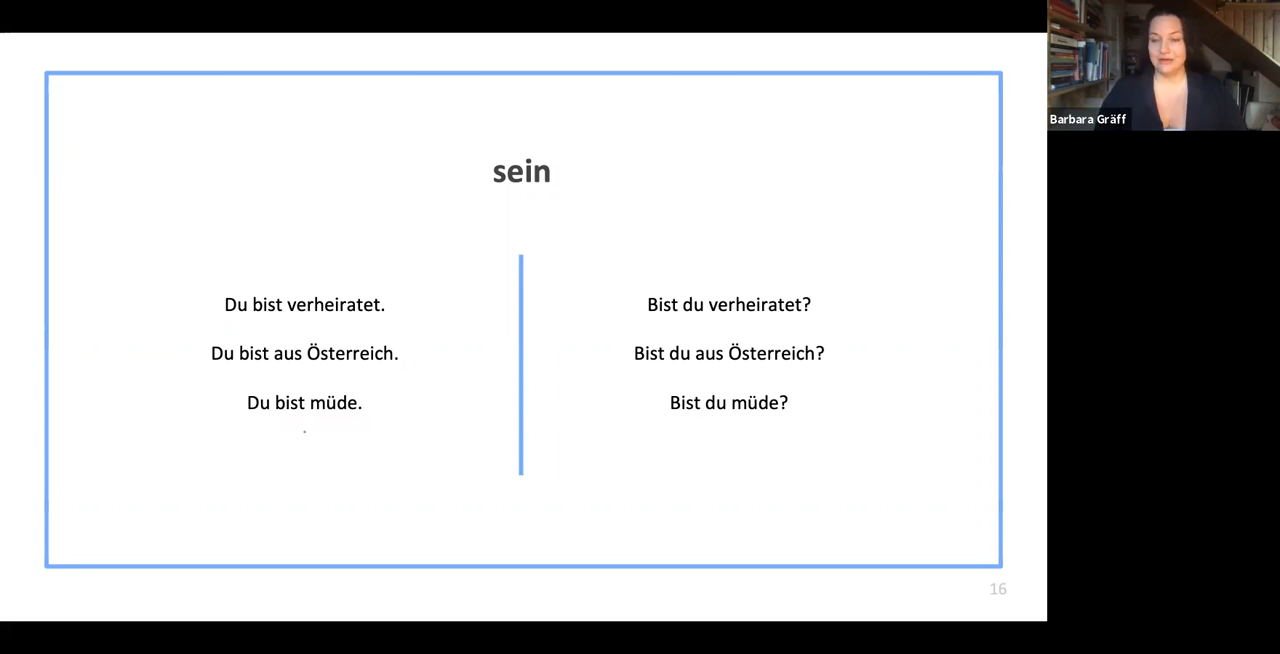 sein
Du bist verheiratet.
Du bist aus Österreich.
Du bist müde.
.
Bist du verheiratet?
Bist du aus Österreich?
Bist du müde?
16
Barbara Gräff